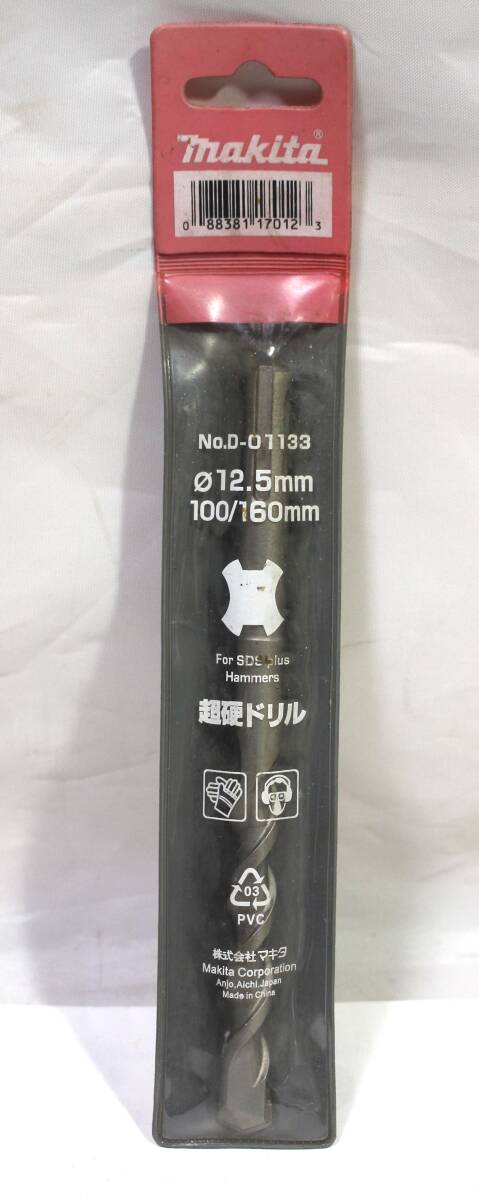 makita®
0 88381 17012 3
No.D-01133
ø12.5mm
100/160mm
For SDS plus
Hammers
超硬ドリル
03
PVC
株式会社マキタ
Makita Corporation
Anjo,Aichi,Japan
Made in China